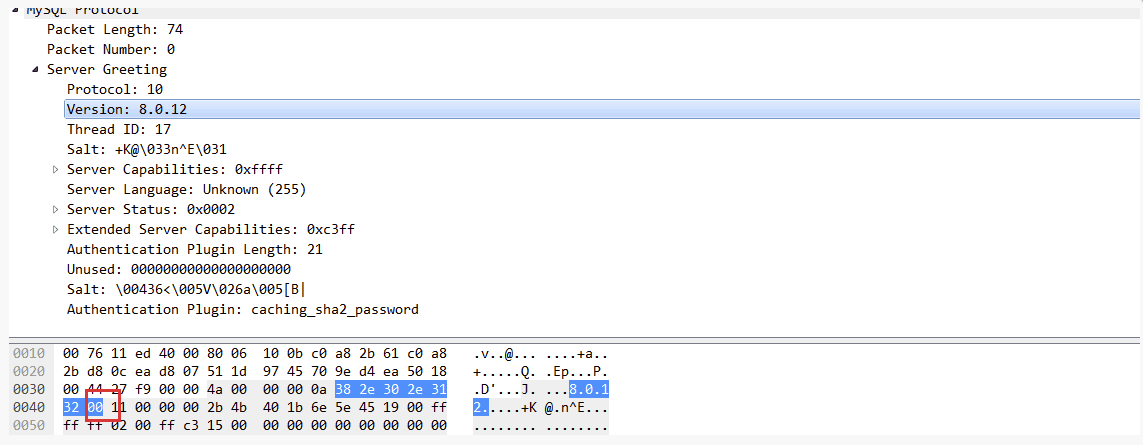 MySQL Protocol
Packet Length: 74
Packet Number: 0
Server Greeting
Protocol: 10
Version: 8.0.12
Thread ID: 17
Salt: +K@\033n^E\031
Server Capabilities: 0xffff
Server Language: Unknown (255)
Server Status: 0x0002
Extended Server Capabilities: 0xc3ff
Authentication Plugin Length: 21
Unused: 00000000000000000000
Salt: \00436<\005V\026a\005[B|
Authentication Plugin: caching_sha2_password
0010 00 76 11 ed 40 00 80 06 10 0b c0 a8 2b 61 c0 a8 .v..@... ....+a..
0020 2b d8 0c ea d8 07 51 1d 97 45 70 9e d4 ea 50 18 +.....Q. .Ep...P.
0030 00 44 27 f9 00 00 4a 00 00 00 0a 38 2e 30 2e 31 .D'...J. ...8.0.1
0040 32 00 11 00 00 00 2b 4b 40 1b 6e 5e 45 19 00 ff 2.....+K @.n^E...
0050 ff ff 02 00 ff c3 15 00 00 00 00 00 00 00 00 00 ........ ........